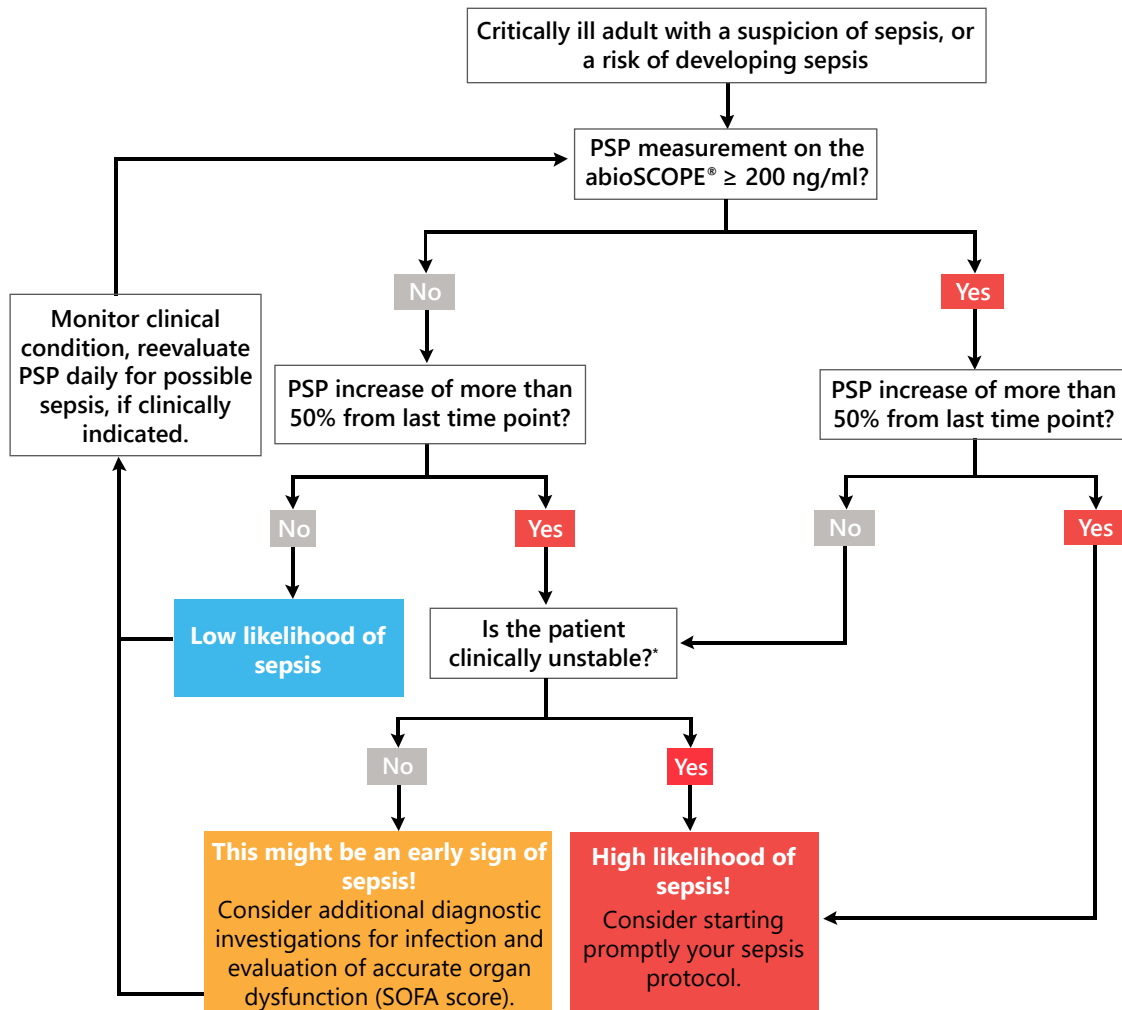 Critically ill adult with a suspicion of sepsis, or
a risk of developing sepsis
PSP measurement on the
abioSCOPE® ≥ 200 ng/ml?
No
Yes
Monitor clinical
condition, reevaluate
PSP daily for possible
sepsis, if clinically
indicated.
PSP increase of more than
50% from last time point?
PSP increase of more than
50% from last time point?
No
Yes
No
Yes
Low likelihood of
sepsis
Is the patient
clinically unstable?*
No
Yes
This might be an early sign of
sepsis!
Consider additional diagnostic
investigations for infection and
evaluation of accurate organ
dysfunction (SOFA score).
High likelihood of
sepsis!
Consider starting
promptly your sepsis
protocol.